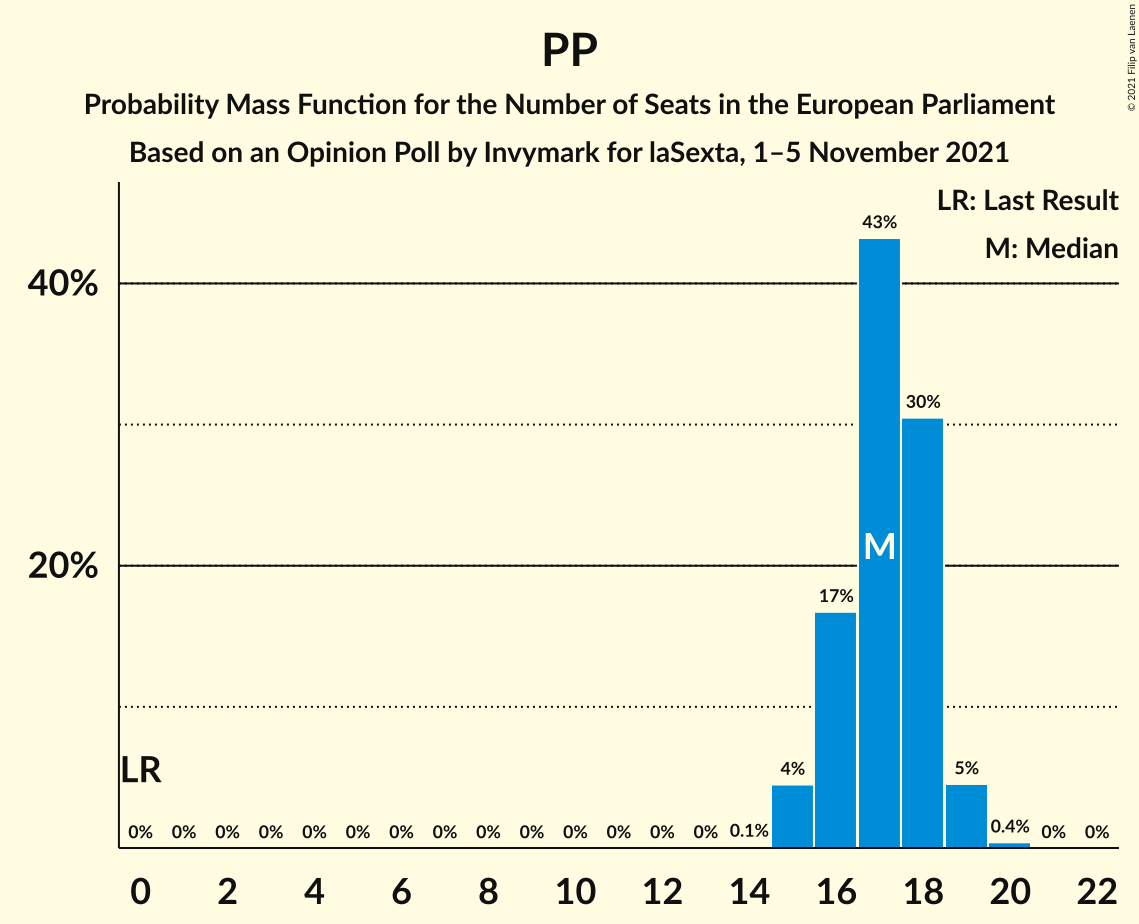 PP
Probability Mass Function for the Number of Seats in the European Parliament
Based on an Opinion Poll by Invymark for laSexta, 1–5 November 2021
© 2021 Filip van Laenen
LR: Last Result
M: Median
40%
20%
43%
30%
M
17%
LR
4%
5%
0% 0% 0% 0% 0% 0% 0% 0% 0% 0% 0% 0% 0% 0% 0.1% 0.4% 0% 0%
0 2 4 6 8 10 12 14 16 18 20 22